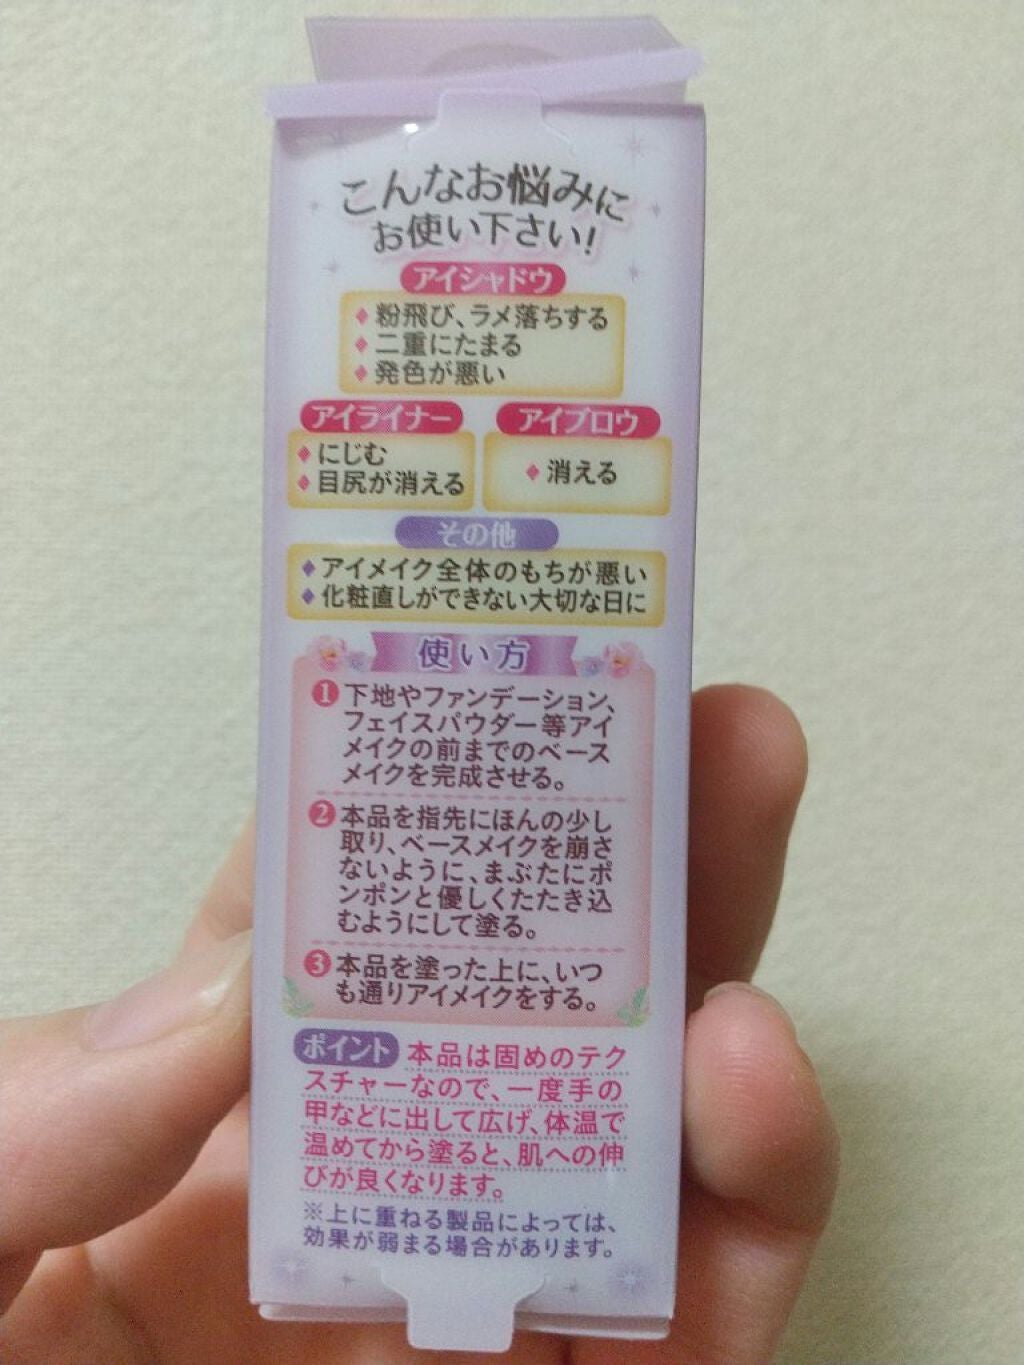 こんなお悩みに
お使い下さい!
アイシャドウ
粉飛び、ラメ落ちする
二重にたまる
発色が悪い
アイライナー
にじむ
目尻が消える
アイブロウ
消える
その他
アイメイク全体のもちが悪い
化粧直しができない大切な日に
使い方
1 下地やファンデーション、
フェイスパウダー等アイ
メイクの前までのベース
メイクを完成させる。
2 本品を指先にほんの少し
取り、ベースメイクを崩さ
ないように、まぶたにポ
ンポンと優しくたたき込
むようにして塗る。
3 本品を塗った上に、いつ
も通りアイメイクをする。
ポイント 本品は固めのテク
スチャーなので、一度手の
甲などに出して広げ、体温で
温めてから塗ると、肌への伸
びが良くなります。
※上に重ねる製品によっては、
効果が弱まる場合があります。